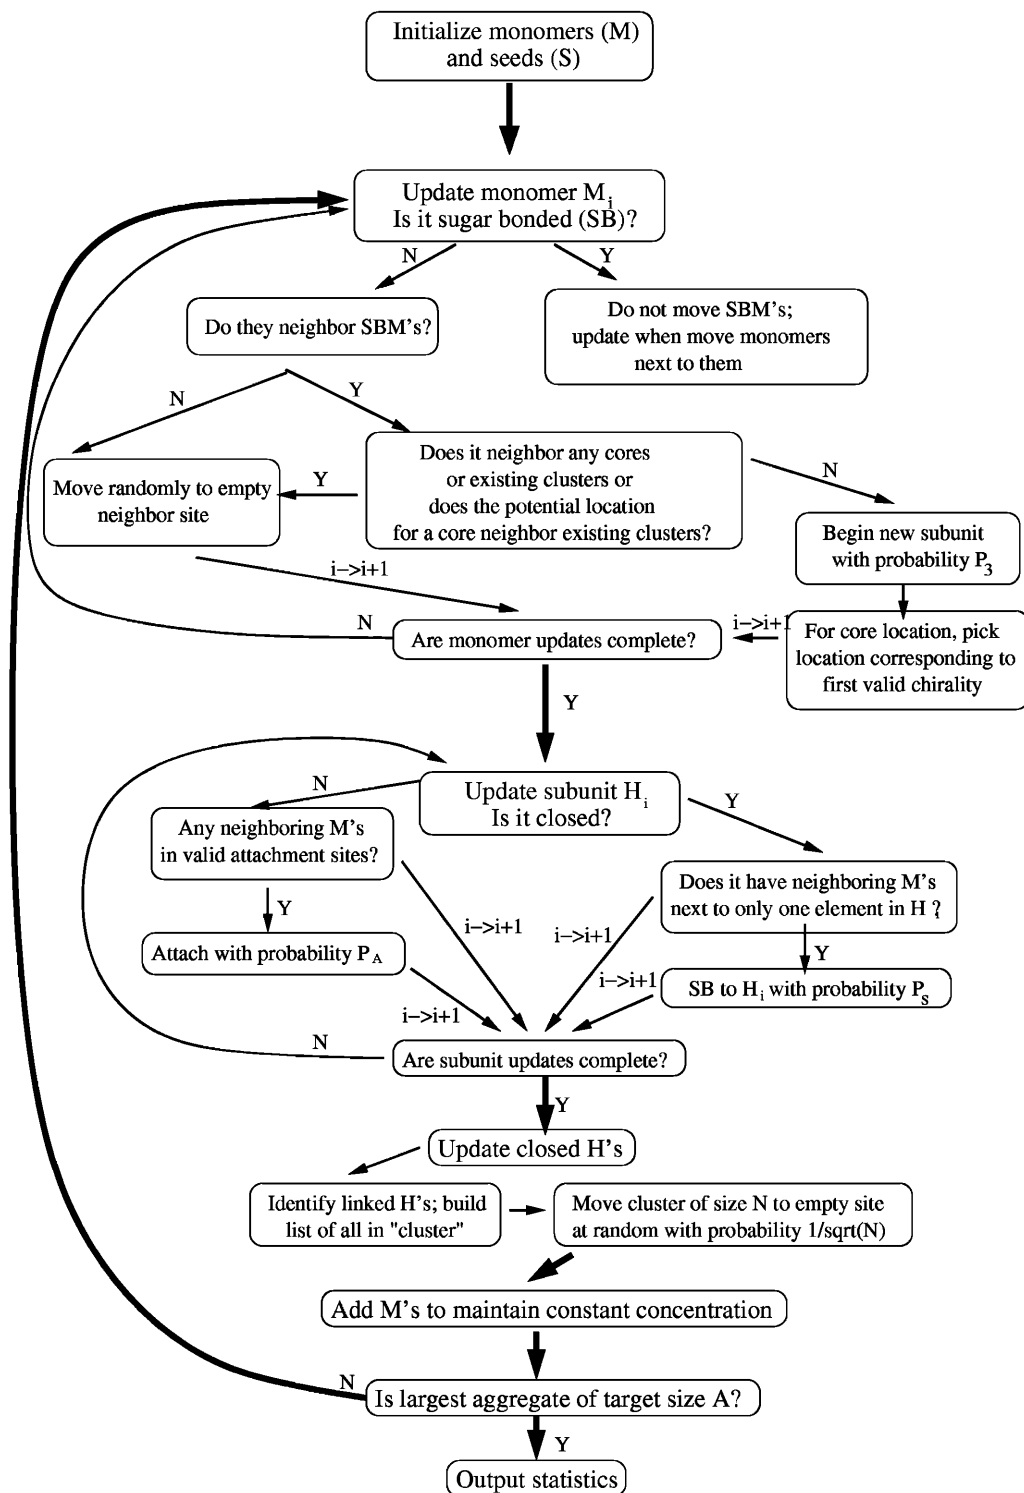 Initialize monomers (M)
and seeds (S)
Update monomer M i
Is it sugar bonded (SB)?
N
Y
Do they neighbor SBM's?
Do not move SBM's;
update when move monomers
next to them
N
Y
Does it neighbor any cores
or existing clusters or
does the potential location
for a core neighbor existing clusters?
Y
N
Move randomly to empty
neighbor site
Begin new subunit
with probability P 3
i->i+1
N
Are monomer updates complete?
i->i+1
For core location, pick
location corresponding to
first valid chirality
Y
Update subunit H i
Is it closed?
N
Y
Any neighboring M's
in valid attachment sites?
Does it have neighboring M's
next to only one element in H i?
Y
i->i+1
i->i+1
Y
Attach with probability P A
SB to H i with probability P S
i->i+1
i->i+1
N
Are subunit updates complete?
Y
Update closed H's
Identify linked H's; build
list of all in "cluster"
Move cluster of size N to empty site
at random with probability 1/sqrt(N)
Add M's to maintain constant concentration
N
Is largest aggregate of target size A?
Y
Output statistics